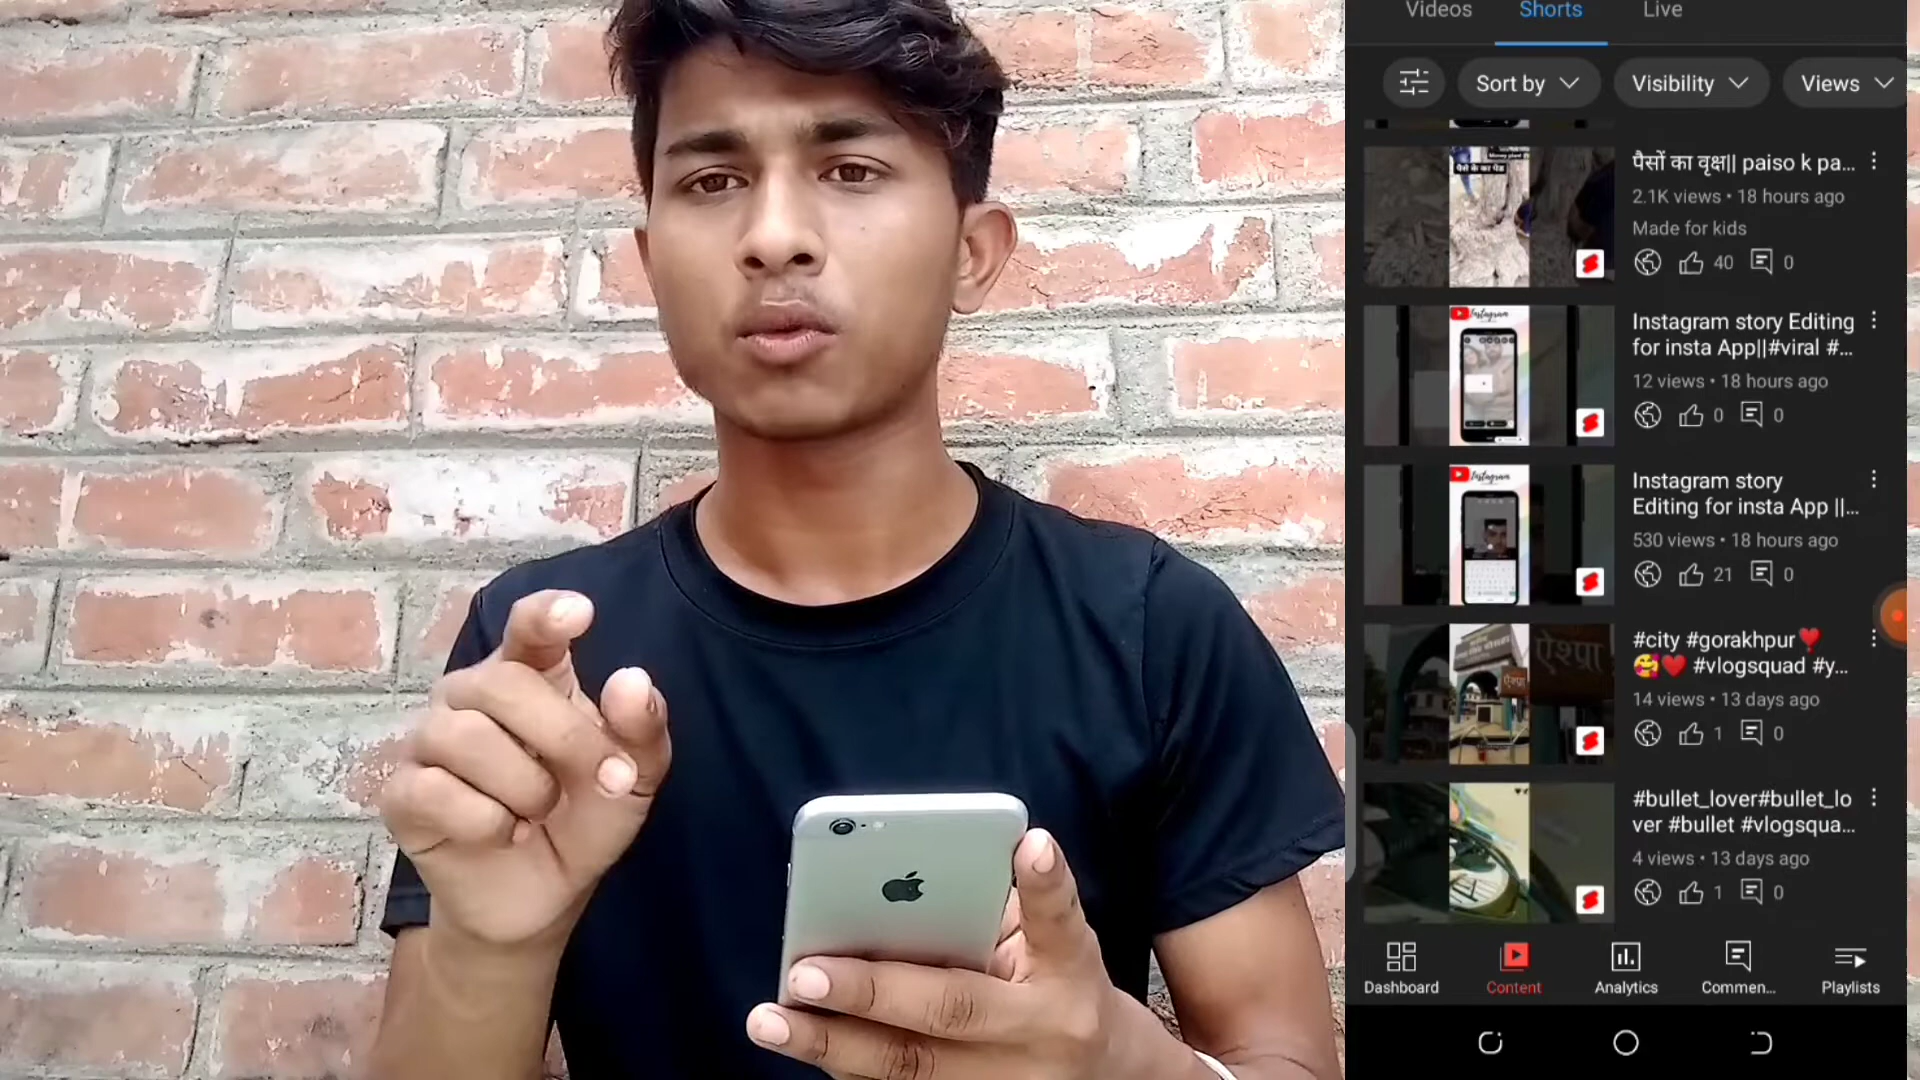 Videos
Shorts
Live
Sort by
Visibility
Views
पैसे के का पेड
पैसों का वृक्ष|| paiso k pa...
2.1K views • 18 hours ago
Made for kids
40
0
Instagram
Instagram story Editing
for insta App||#viral #...
12 views • 18 hours ago
0
0
Instagram
Instagram story
Editing for insta App ||...
530 views • 18 hours ago
21
0
ऐश्प्रा
#city #gorakhpur❣️
🥰❤️ #vlogsquad #y...
14 views • 13 days ago
1
0
#bullet_lover#bullet_lo
ver #bullet #vlogsqua...
4 views • 13 days ago
1
0
Dashboard
Content
Analytics
Commen...
Playlists